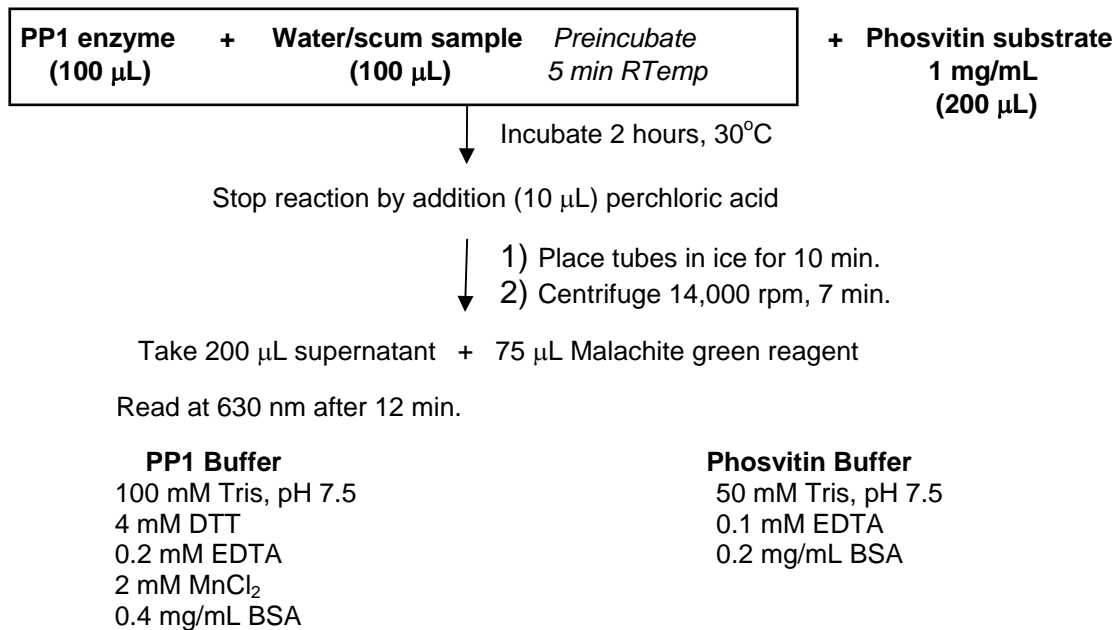 PP1 enzyme + Water/scum sample Preincubate + Phosvitin substrate
(100 μL) (100 μL) 5 min RTemp 1 mg/mL
(200 μL)
Incubate 2 hours, 30°C
Stop reaction by addition (10 μL) perchloric acid
1) Place tubes in ice for 10 min.
2) Centrifuge 14,000 rpm, 7 min.
Take 200 μL supernatant + 75 μL Malachite green reagent
Read at 630 nm after 12 min.
PP1 Buffer Phosvitin Buffer
100 mM Tris, pH 7.5 50 mM Tris, pH 7.5
4 mM DTT 0.1 mM EDTA
0.2 mM EDTA 0.2 mg/mL BSA
2 mM MnCl₂
0.4 mg/mL BSA